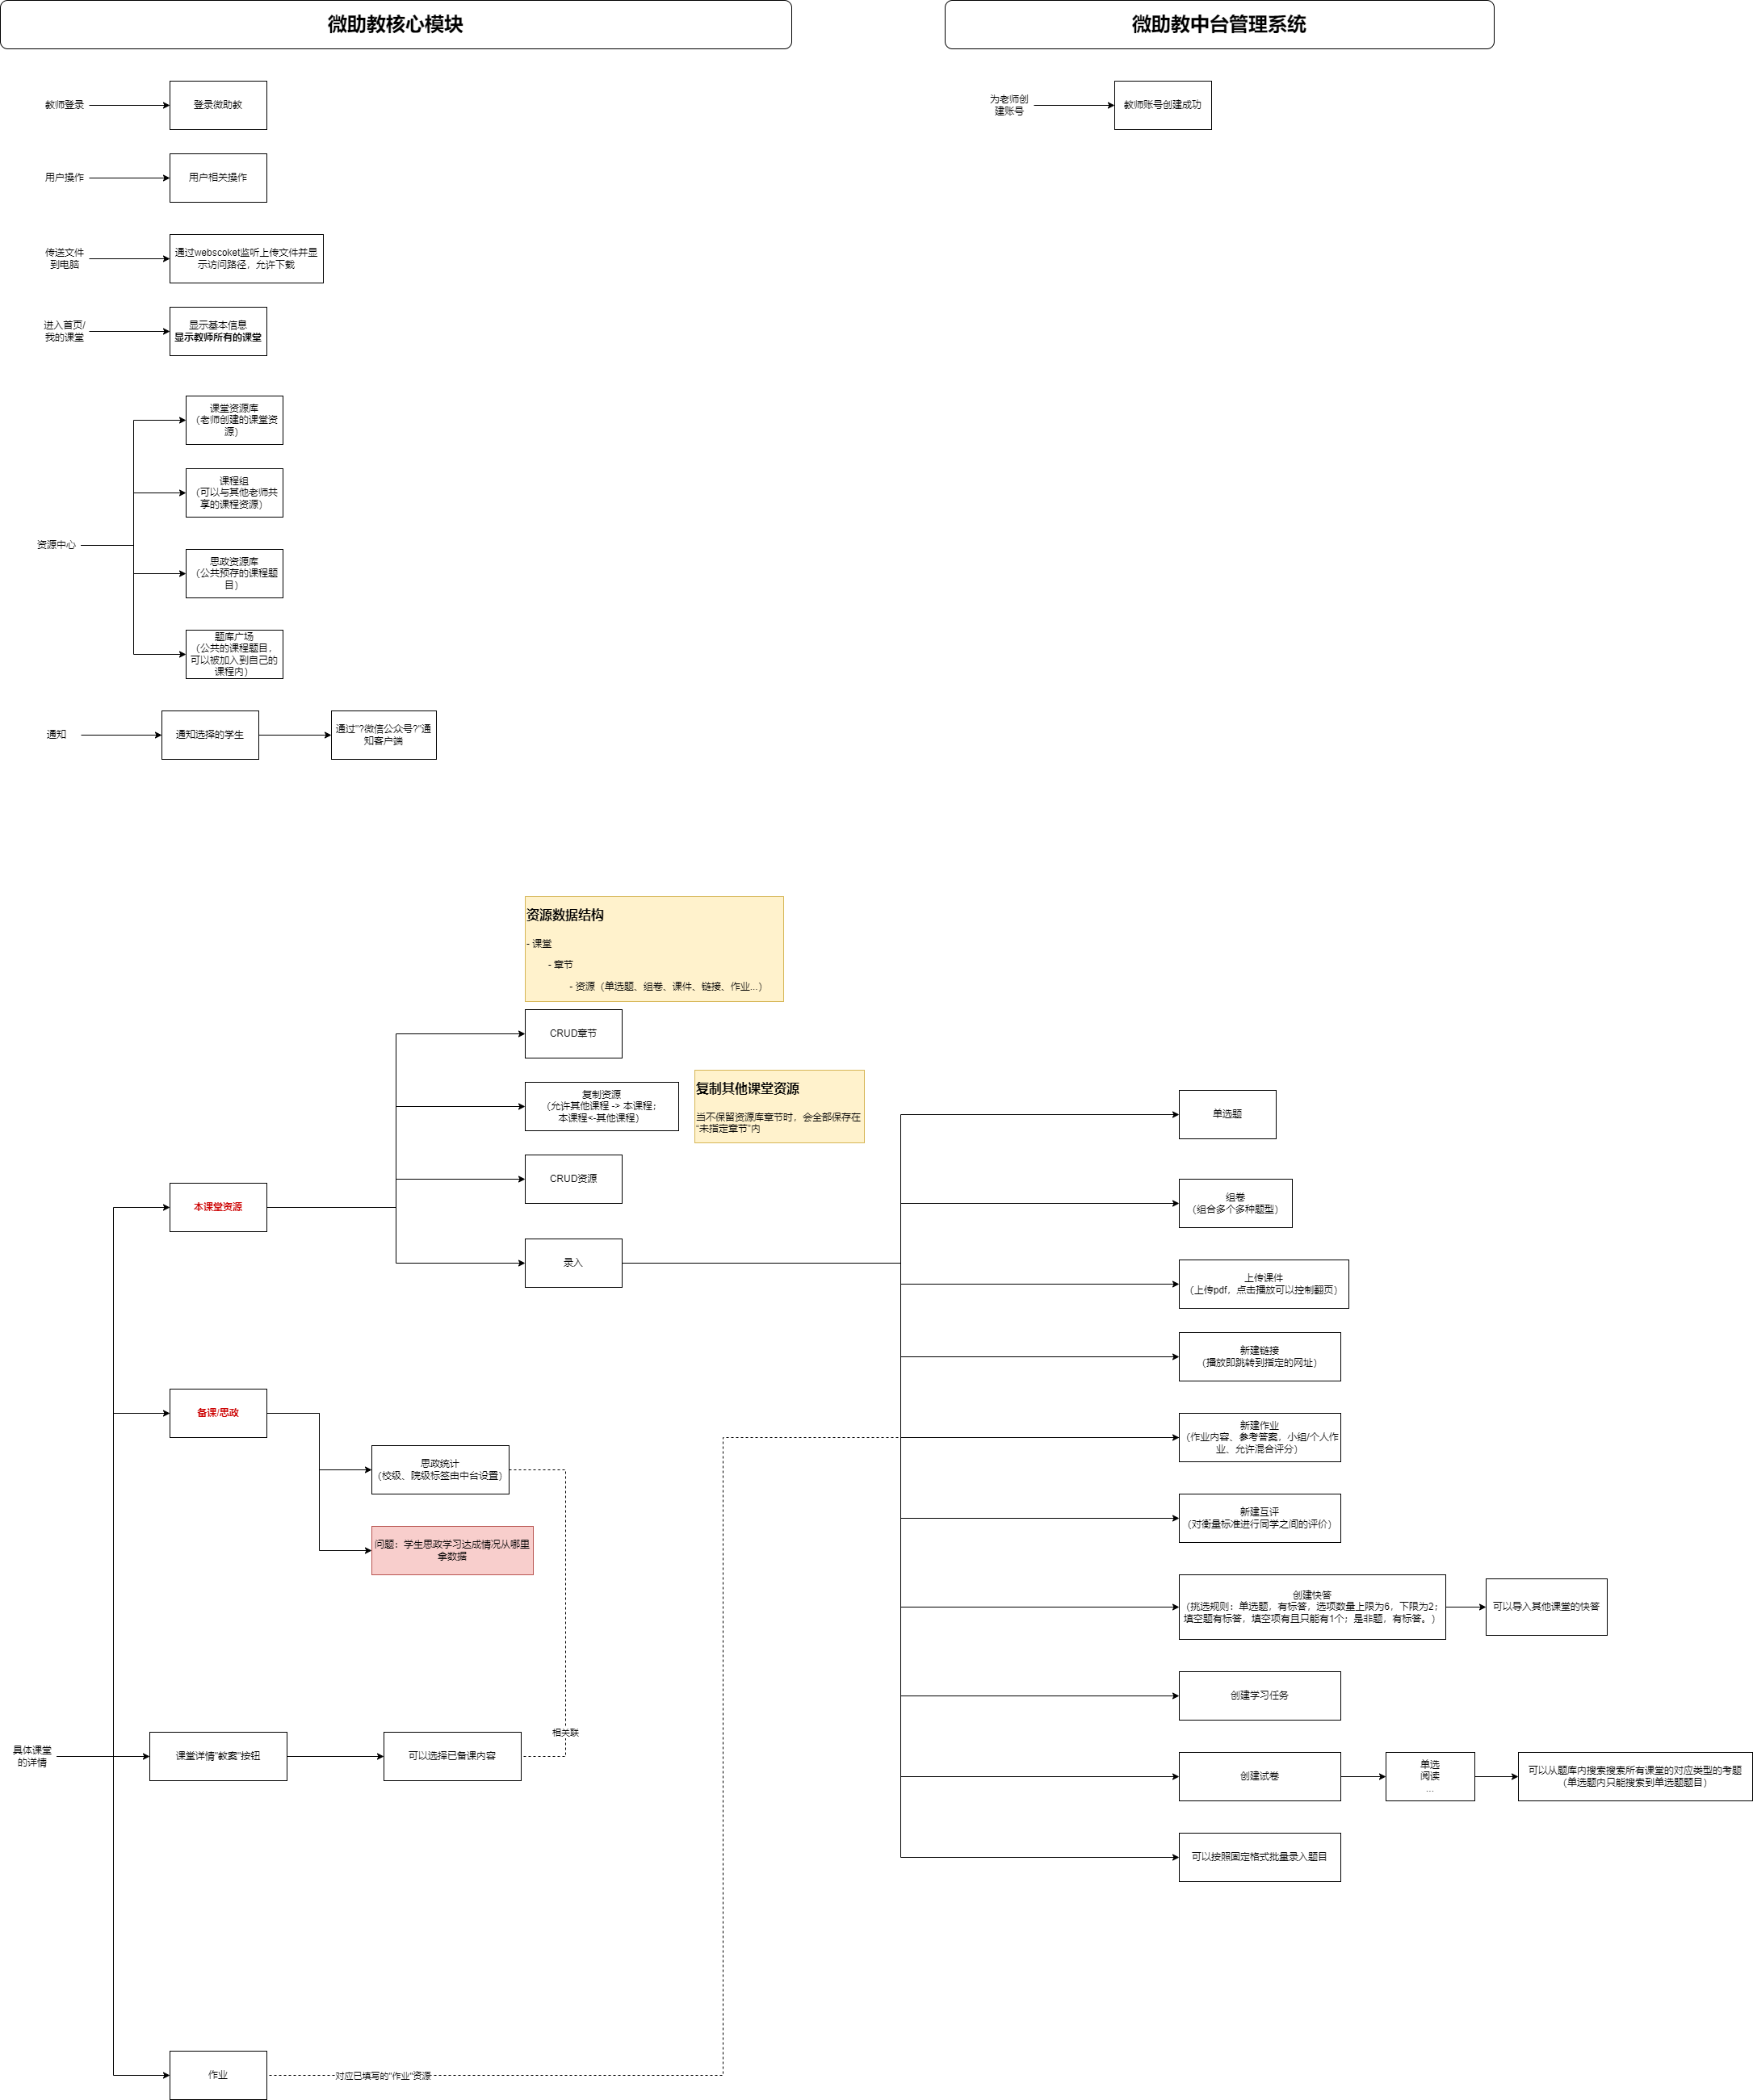 微助教核心模块
微助教中台管理系统
教师登录
登录微助教
为老师创
建账号
教师账号创建成功
用户操作
用户相关操作
传送文件
到电脑
通过webscoket监听上传文件并显
示访问路径，允许下载
进入首页/
我的课堂
显示基本信息
显示教师所有的课堂
资源中心
课堂资源库
（老师创建的课堂资
源）
课程组
（可以与其他老师共
享的课程资源）
思政资源库
（公共预存的课程题
目）
题库广场
（公共的课程题目，
可以被加入到自己的
课程内）
通知
通知选择的学生
通过"?微信公众号?"通
知客户端
资源数据结构
- 课堂
- 章节
- 资源（单选题、组卷、课件、链接、作业...）
CRUD章节
复制资源
（允许其他课程 -> 本课程；
本课程<-其他课程）
复制其他课堂资源
当不保留资源库章节时，会全部保存在
“未指定章节”内
CRUD资源
本课堂资源
录入
单选题
组卷
（组合多个多种题型）
上传课件
（上传pdf，点击播放可以控制翻页）
新建链接
（播放即跳转到指定的网址）
新建作业
（作业内容、参考答案，小组/个人作
业、允许混合评分）
新建互评
（对衡量标准进行同学之间的评价）
创建快答
（挑选规则：单选题，有标答，选项数量上限为6，下限为2；
填空题有标答，填空项有且只能有1个；是非题，有标答。）
可以导入其他课堂的快答
创建学习任务
创建试卷
单选
阅读
...
可以从题库内搜索搜索所有课堂的对应类型的考题
（单选题内只能搜索到单选题题目）
可以按照固定格式批量录入题目
备课/思政
思政统计
（校级、院级标签由中台设置）
问题：学生思政学习达成情况从哪里
拿数据
相关联
具体课堂
的详情
课堂详情"教案"按钮
可以选择已备课内容
作业
对应已填写的"作业"资源